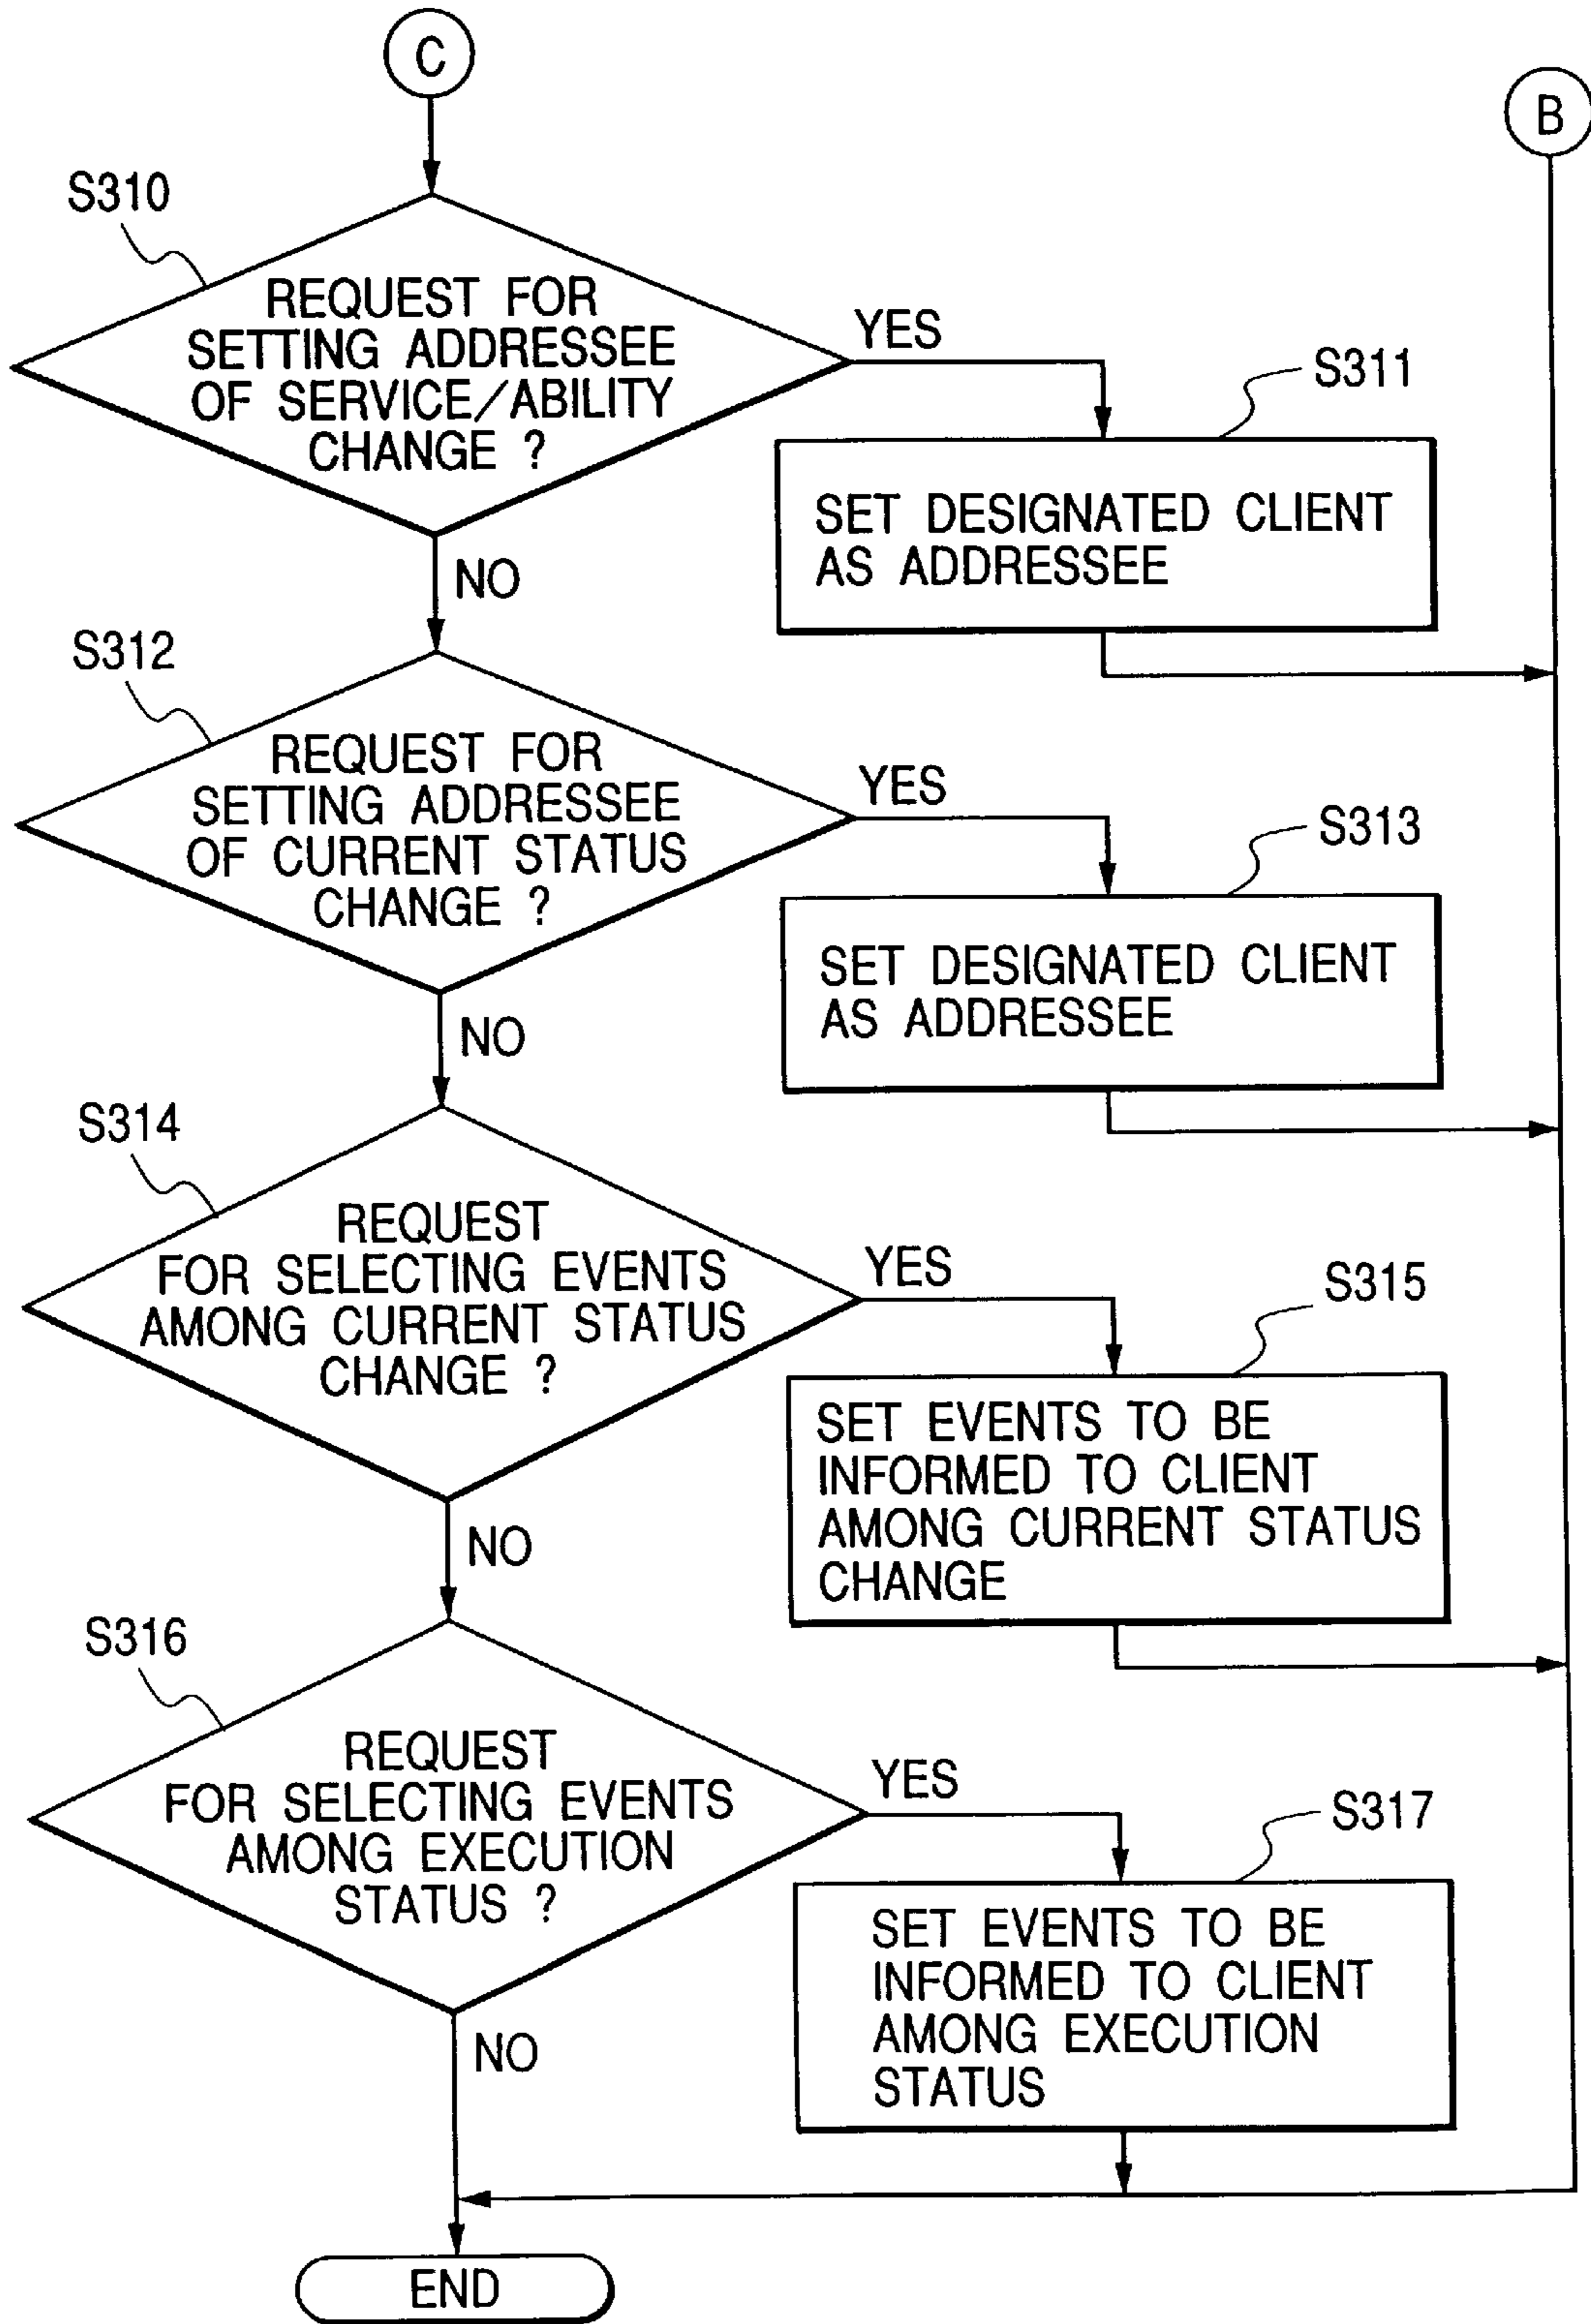 C
B
S310
REQUEST FOR
SETTING ADDRESSEE
OF SERVICE/ABILITY
CHANGE ?
YES
S311
SET DESIGNATED CLIENT
AS ADDRESSEE
NO
S312
REQUEST FOR
SETTING ADDRESSEE
OF CURRENT STATUS
CHANGE ?
YES
S313
SET DESIGNATED CLIENT
AS ADDRESSEE
NO
S314
REQUEST
FOR SELECTING EVENTS
AMONG CURRENT STATUS
CHANGE ?
YES
S315
SET EVENTS TO BE
INFORMED TO CLIENT
AMONG CURRENT STATUS
CHANGE
NO
S316
REQUEST
FOR SELECTING EVENTS
AMONG EXECUTION
STATUS ?
YES
S317
SET EVENTS TO BE
INFORMED TO CLIENT
AMONG EXECUTION
STATUS
NO
END